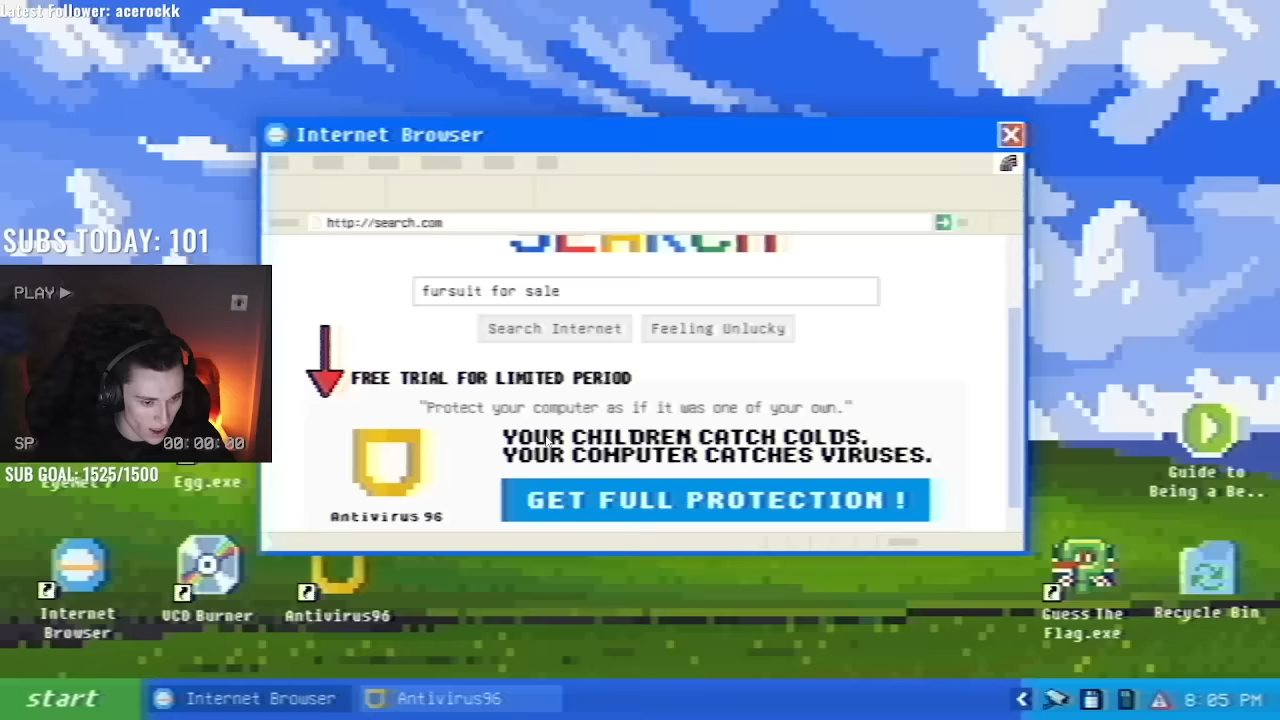 Latest Follower: acerockk
Internet Browser
http://search.com
SEARCH
SUBS TODAY: 101
fursuit for sale
PLAY
Search Internet
Feeling Unlucky
FREE TRIAL FOR LIMITED PERIOD
"Protect your computer as if it was one of your own."
YOUR CHILDREN CATCH COLDS.
YOUR COMPUTER CATCHES VIRUSES.
SP
00:00:00
GET FULL PROTECTION !
Antivirus 96
SUB GOAL: 1525/1500
Egg.exe
Guide to
Being a Be..
Internet
Browser
VCD Burner
Antivirus96
Guess The
Flag.exe
Recycle Bin
start
Internet Browser
Antivirus96
8:05 PM